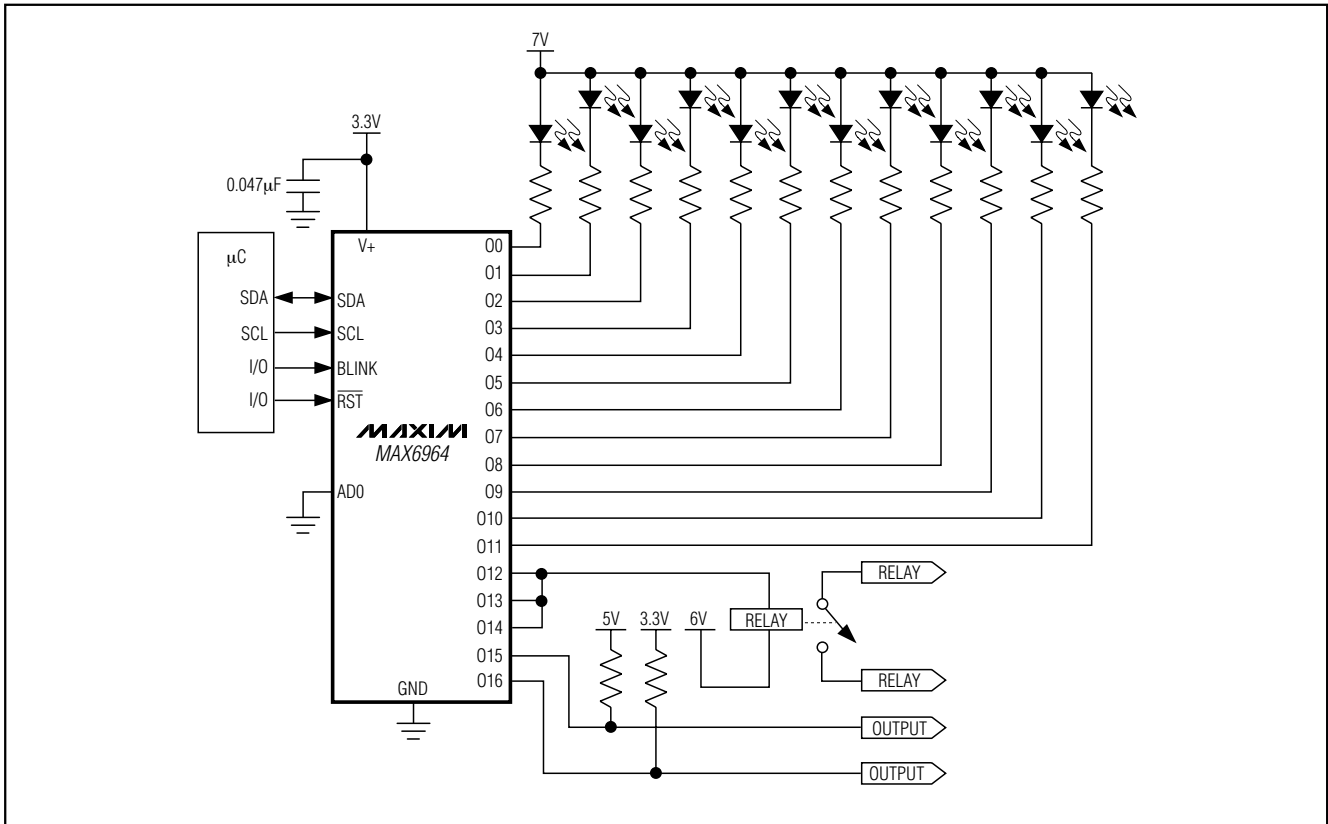 7V
3.3V
0.047μF
μC
SDA
SCL
I/O
I/O
V+
SDA
SCL
BLINK
RST
MAXIM
MAX6964
AD0
GND
O0
O1
O2
O3
O4
O5
O6
O7
O8
O9
O10
O11
O12
O13
O14
O15
O16
5V
3.3V
6V
RELAY
RELAY
RELAY
OUTPUT
OUTPUT